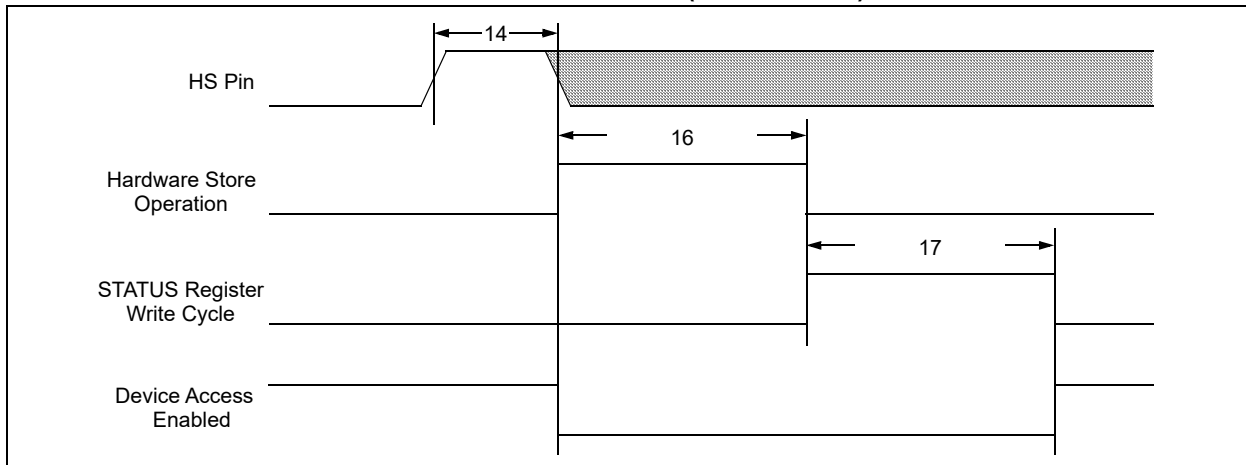 14
HS Pin
16
Hardware Store
Operation
17
STATUS Register
Write Cycle
Device Access
Enabled